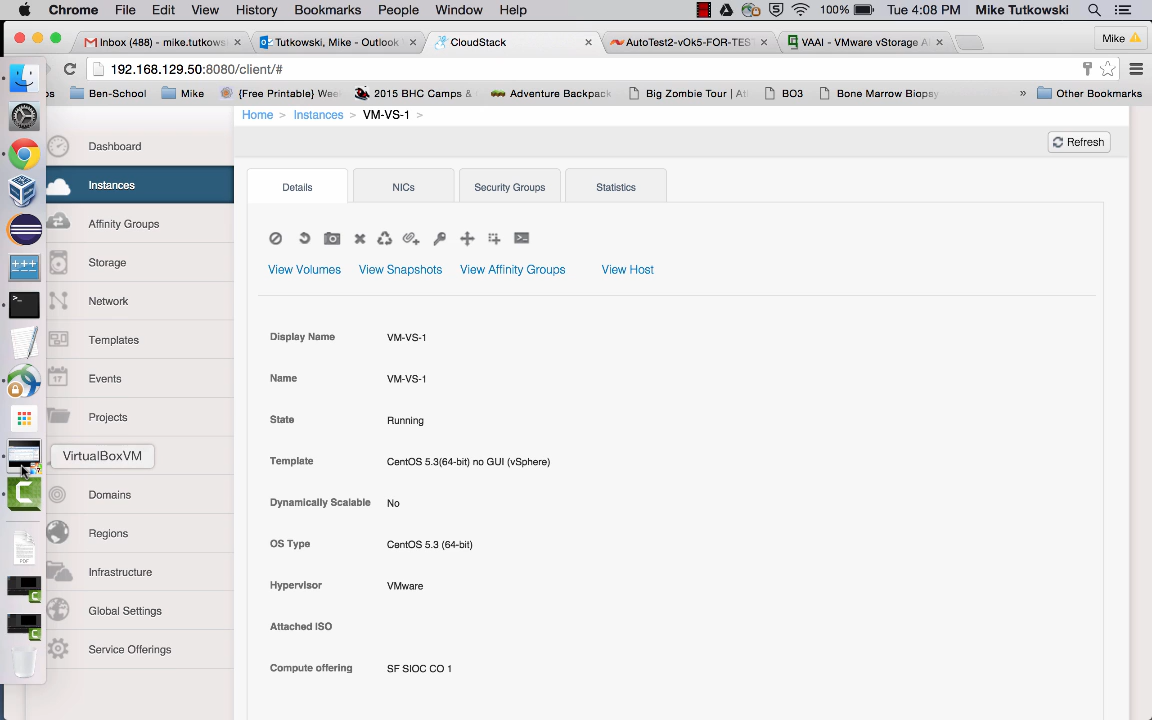 Chrome File Edit View History Bookmarks People Window Help 100% Tue 4:08 PM Mike Tutkowski
Inbox (488) - mike.tutkows
Tutkowski, Mike - Outlook
CloudStack
AutoTest2-vOk5-FOR-TES
VAAI - VMware vStorage A
Mike
192.168.129.50:8080/client/#
Ben-School Mike {Free Printable} Wee 2015 BHC Camps & Adventure Backpack Big Zombie Tour | Atl BO3 Bone Marrow Biopsy » Other Bookmarks
Home > Instances > VM-VS-1 >
Refresh
Dashboard
Instances
Affinity Groups
Storage
Network
Templates
Events
Projects
VirtualBoxVM
Domains
Regions
Infrastructure
Global Settings
Service Offerings
Details NICs Security Groups Statistics
View Volumes View Snapshots View Affinity Groups View Host
Display Name VM-VS-1
Name VM-VS-1
State Running
Template CentOS 5.3(64-bit) no GUI (vSphere)
Dynamically Scalable No
OS Type CentOS 5.3 (64-bit)
Hypervisor VMware
Attached ISO
Compute offering SF SIOC CO 1